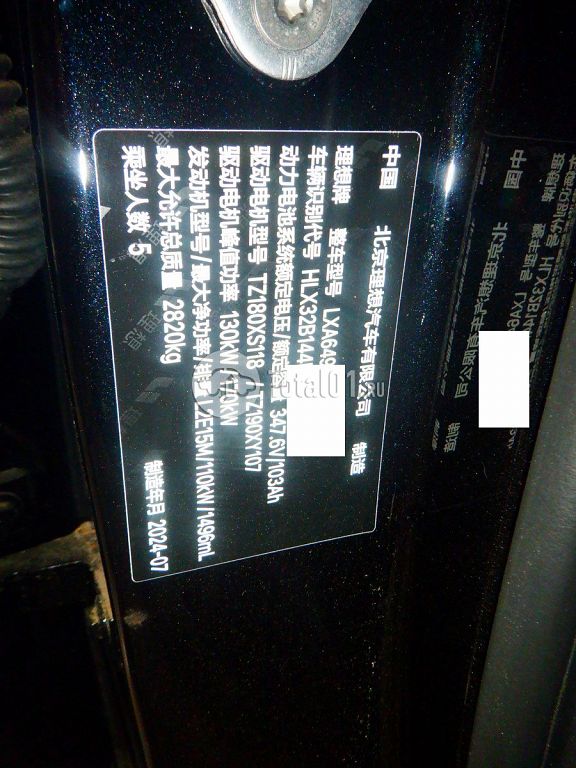 中国 北京理想汽车有限公司 制造
理想牌 整车型号 LXA64
车辆识别代号 HLX32B144
动力电池系统额定电压/额定容量 347.6V/103Ah
驱动电机型号 TZ180XS118 / TZ190XY107
驱动电机峰值功率 130kW/200kW
发动机型号/最大净功率/排量 L2E15M/110kW/1496mL
最大允许总质量 2820kg
乘坐人数 5 制造年月 2024-07
total01.ru